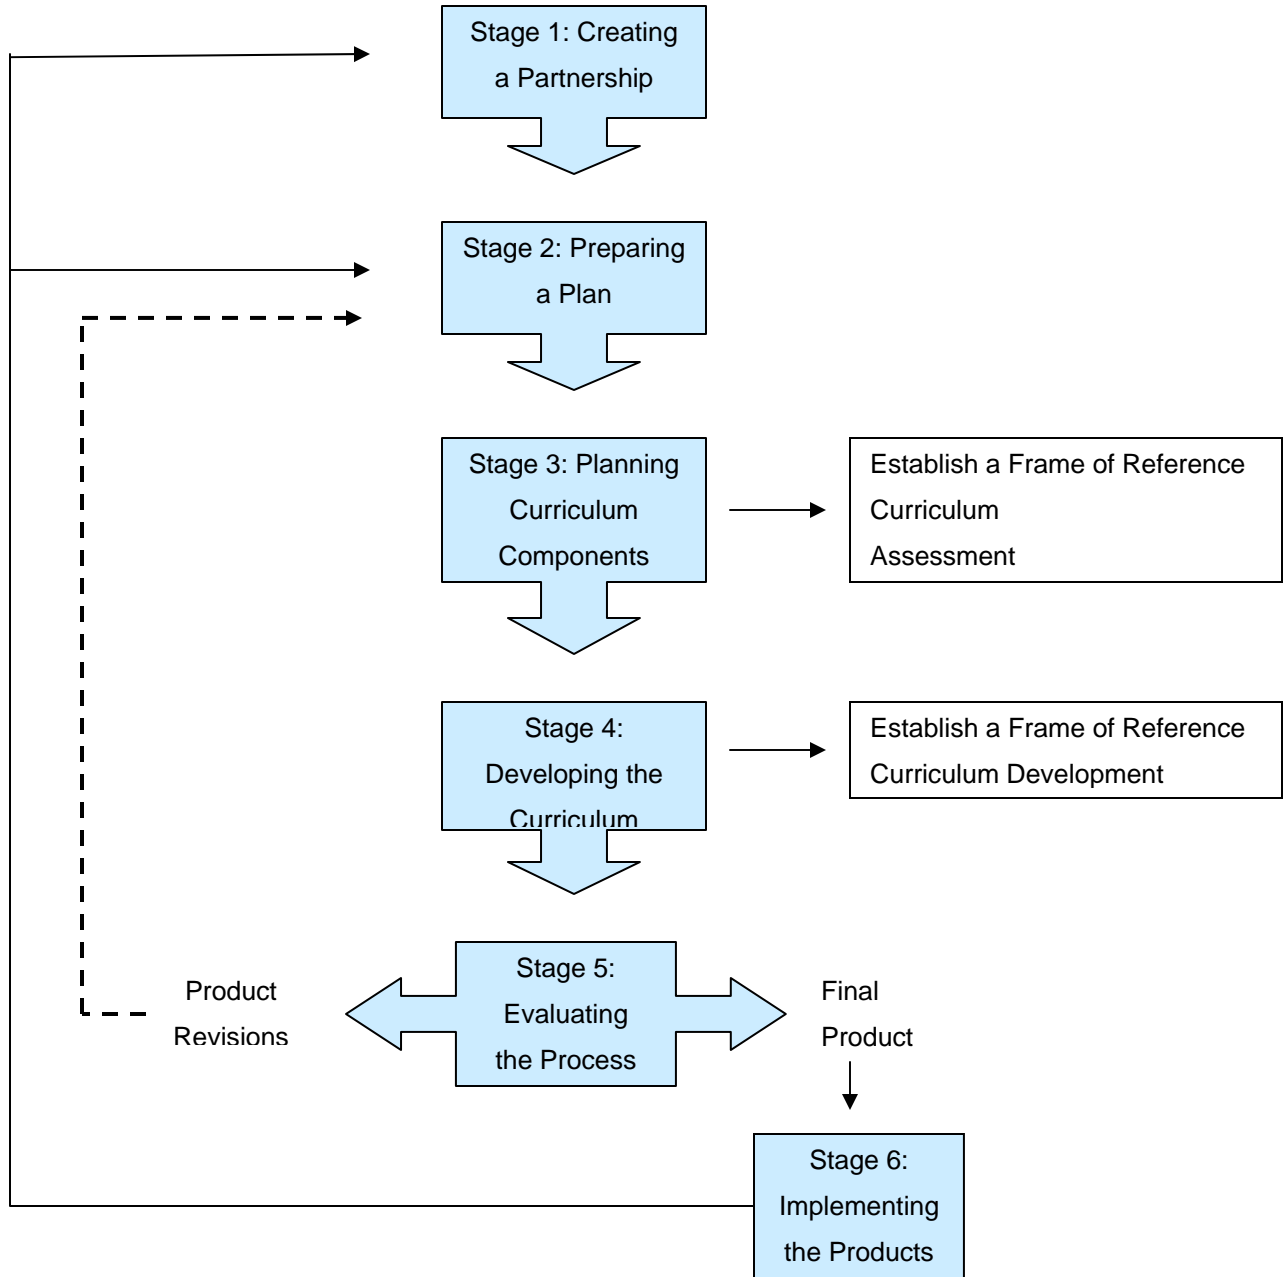 Stage 1: Creating
a Partnership
Stage 2: Preparing
a Plan
Stage 3: Planning
Curriculum
Components
Establish a Frame of Reference
Curriculum
Assessment
Stage 4:
Developing the
Curriculum
Establish a Frame of Reference
Curriculum Development
Product
Revisions
Stage 5:
Evaluating
the Process
Final
Product
Stage 6:
Implementing
the Products